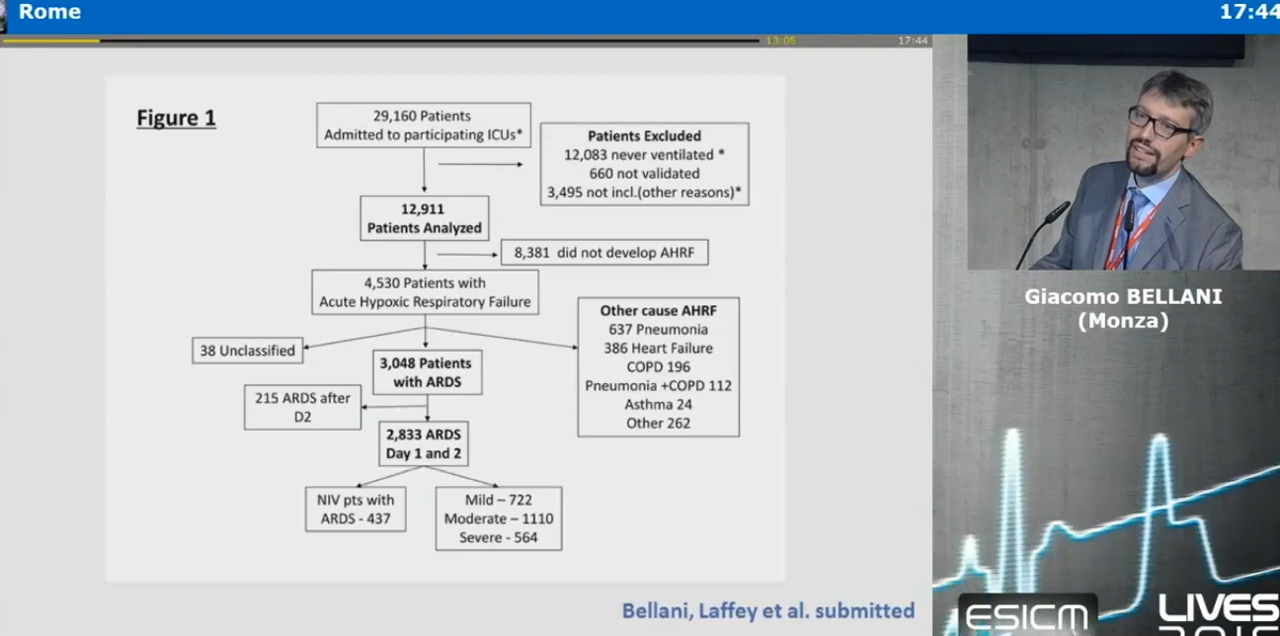 Rome
17:44
13:05
17:44
Figure 1
29,160 Patients
Admitted to participating ICUs*
Patients Excluded
12,083 never ventilated *
660 not validated
3,495 not incl.(other reasons)*
12,911
Patients Analyzed
8,381 did not develop AHRF
4,530 Patients with
Acute Hypoxic Respiratory Failure
Other cause AHRF
637 Pneumonia
386 Heart Failure
COPD 196
Pneumonia +COPD 112
Asthma 24
Other 262
38 Unclassified
3,048 Patients
with ARDS
215 ARDS after
D2
2,833 ARDS
Day 1 and 2
NIV pts with
ARDS - 437
Mild – 722
Moderate – 1110
Severe - 564
Bellani, Laffey et al. submitted
Giacomo BELLANI
(Monza)
ESICM
LIVES